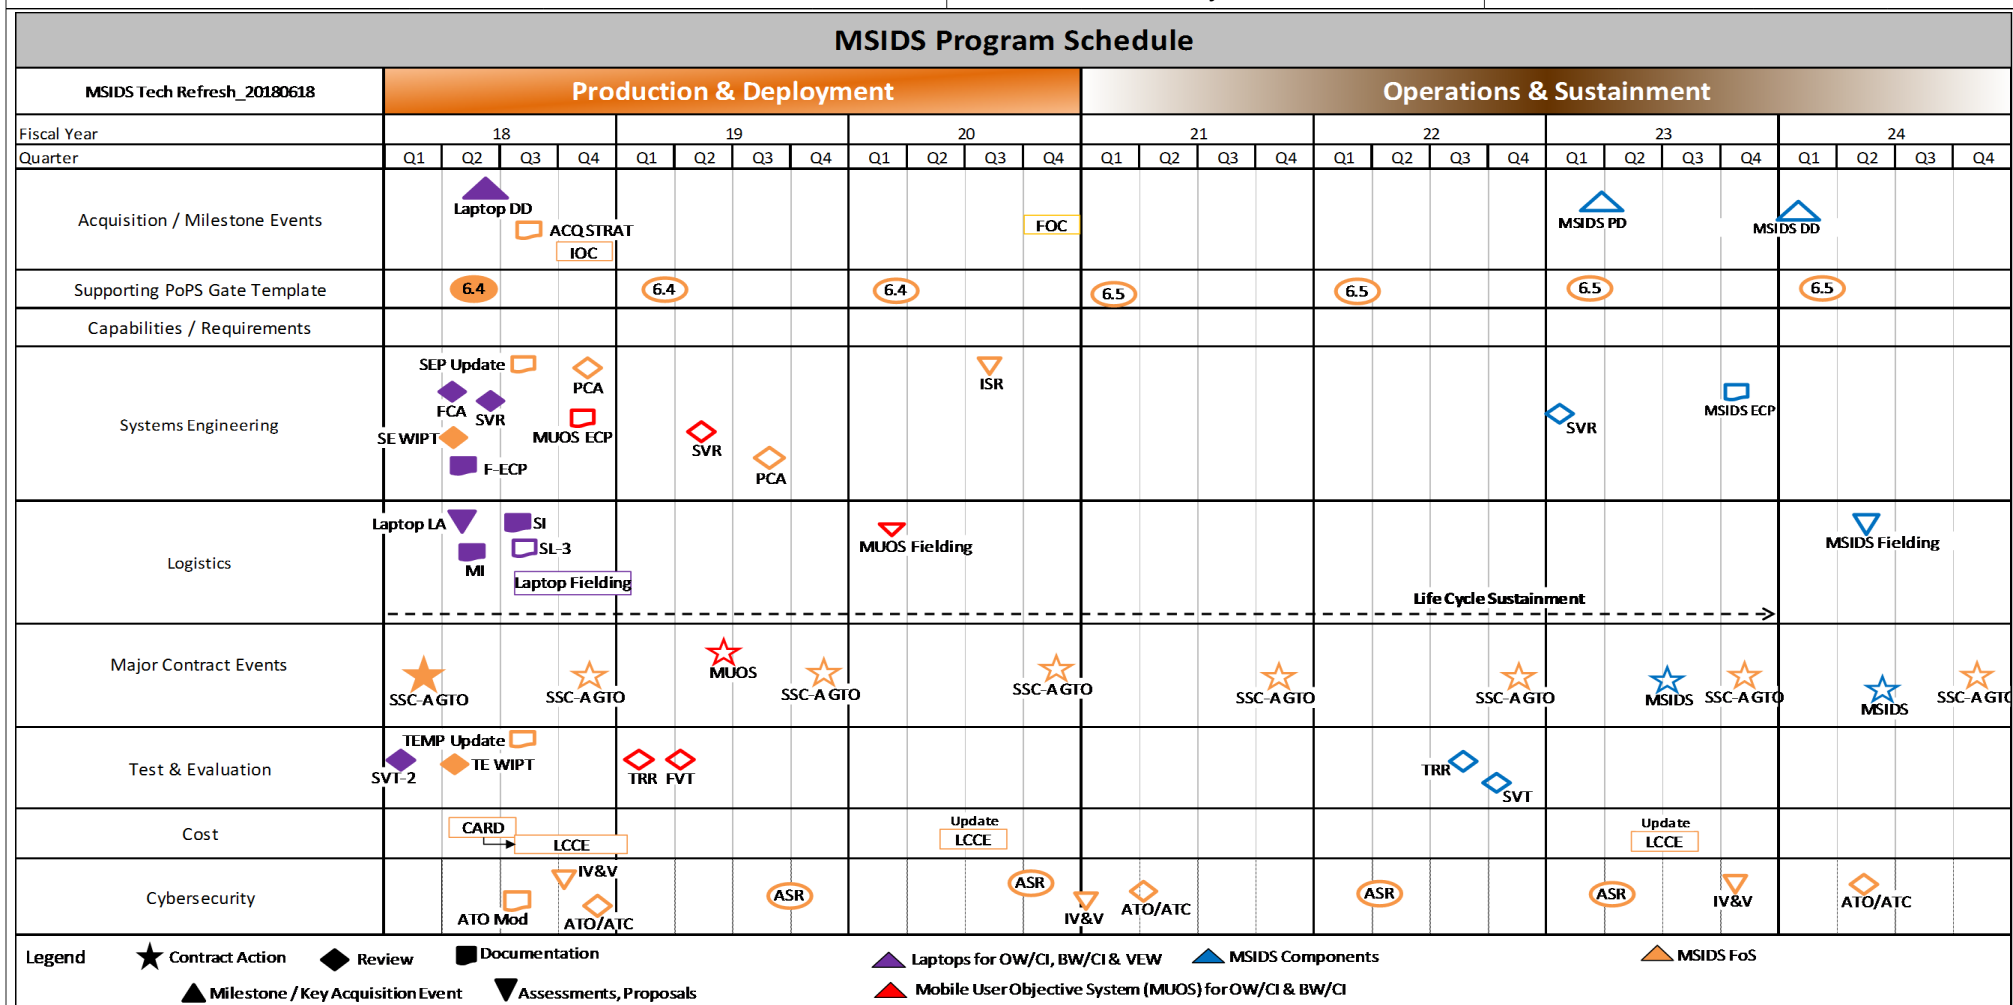 MSIDS Program Schedule
MSIDS Tech Refresh_20180618
Production & Deployment
Operations & Sustainment
Fiscal Year
18 19 20 21 22 23 24
Quarter
Q1 Q2 Q3 Q4 Q1 Q2 Q3 Q4 Q1 Q2 Q3 Q4 Q1 Q2 Q3 Q4 Q1 Q2 Q3 Q4 Q1 Q2 Q3 Q4 Q1 Q2 Q3 Q4
Acquisition / Milestone Events
Laptop DD
ACQ STRAT
IOC
FOC
MSIDS PD
MSIDS DD
Supporting PoPS Gate Template
6.4 6.4 6.4 6.5 6.5 6.5 6.5
Capabilities / Requirements
Systems Engineering
SEP Update
PCA
FCA
SVR
MUOS ECP
SE WIPT
F-ECP
SVR
PCA
ISR
SVR
MSIDS ECP
Logistics
Laptop LA
SI
MI
SL-3
Laptop Fielding
MUOS Fielding
MSIDS Fielding
Life Cycle Sustainment
Major Contract Events
SSC-A GTO
SSC-A GTO
MUOS
SSC-A GTO
SSC-A GTO
SSC-A GTO
SSC-A GTO
MSIDS
SSC-A GTO
MSIDS
SSC-A GTO
Test & Evaluation
TEMP Update
SVT-2
TE WIPT
TRR
FVT
TRR
SVT
Cost
CARD
LCCE
Update
LCCE
Update
LCCE
Cybersecurity
IV&V
ATO Mod
ATO/ATC
ASR
ASR
IV&V
ATO/ATC
ASR
ASR
IV&V
ATO/ATC
Legend
Contract Action
Review
Documentation
Laptops for OW/CI, BW/CI & VEW
MSIDS Components
MSIDS FoS
Milestone / Key Acquisition Event
Assessments, Proposals
Mobile User Objective System (MUOS) for OW/CI & BW/CI